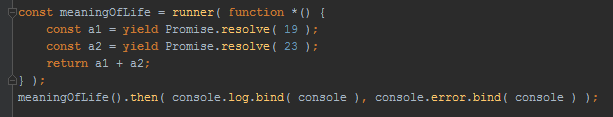 const meaningOfLife = runner( function *() {
    const a1 = yield Promise.resolve( 19 );
    const a2 = yield Promise.resolve( 23 );
    return a1 + a2;
} );
meaningOfLife().then( console.log.bind( console ), console.error.bind( console ) );